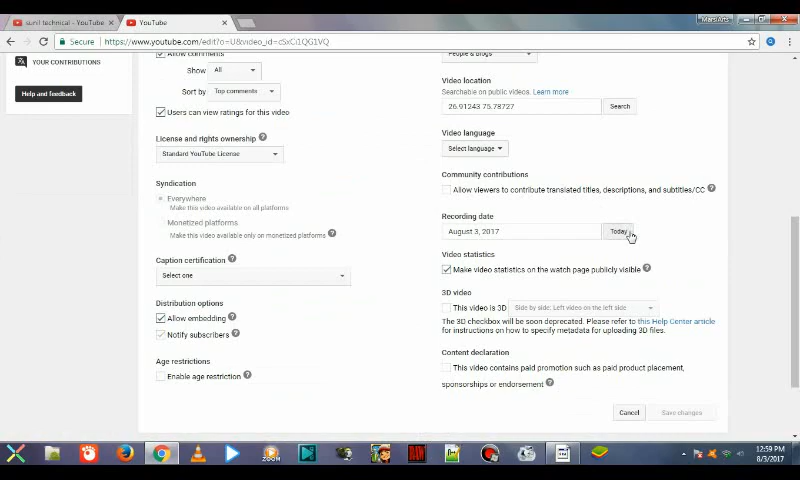 sunil technical - YouTube
YouTube
MarsiArts
Secure
https://www.youtube.com/edit?o=U&video_id=cSxCi1QG1VQ
YOUR CONTRIBUTIONS
Help and feedback
Allow comments
Show All
Sort by Top comments
Users can view ratings for this video
License and rights ownership
Standard YouTube License
Syndication
Everywhere
Make this video available on all platforms
Monetized platforms
Make this video available only on monetized platforms
Caption certification
Select one
Distribution options
Allow embedding
Notify subscribers
Age restrictions
Enable age restriction
People & Blogs
Video location
Searchable on public videos. Learn more
26.91243 75.78727 Search
Video language
Select language
Community contributions
Allow viewers to contribute translated titles, descriptions, and subtitles/CC
Recording date
August 3, 2017 Today
Video statistics
Make video statistics on the watch page publicly visible
3D video
This video is 3D Side by side: Left video on the left side
The 3D checkbox will be soon deprecated. Please refer to this Help Center article
for instructions on how to specify metadata for uploading 3D files.
Content declaration
This video contains paid promotion such as paid product placement,
sponsorships or endorsement
Cancel Save changes
ZOOM
12:59 PM
8/3/2017